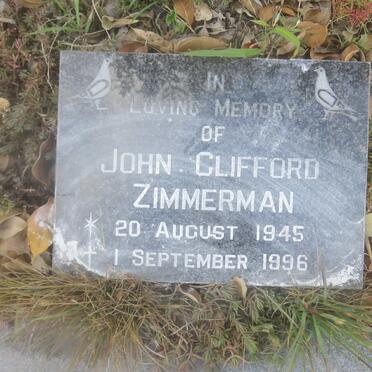 IN
LOVING MEMORY
OF
JOHN CLIFFORD
ZIMMERMAN
20 AUGUST 1945
1 SEPTEMBER 1996